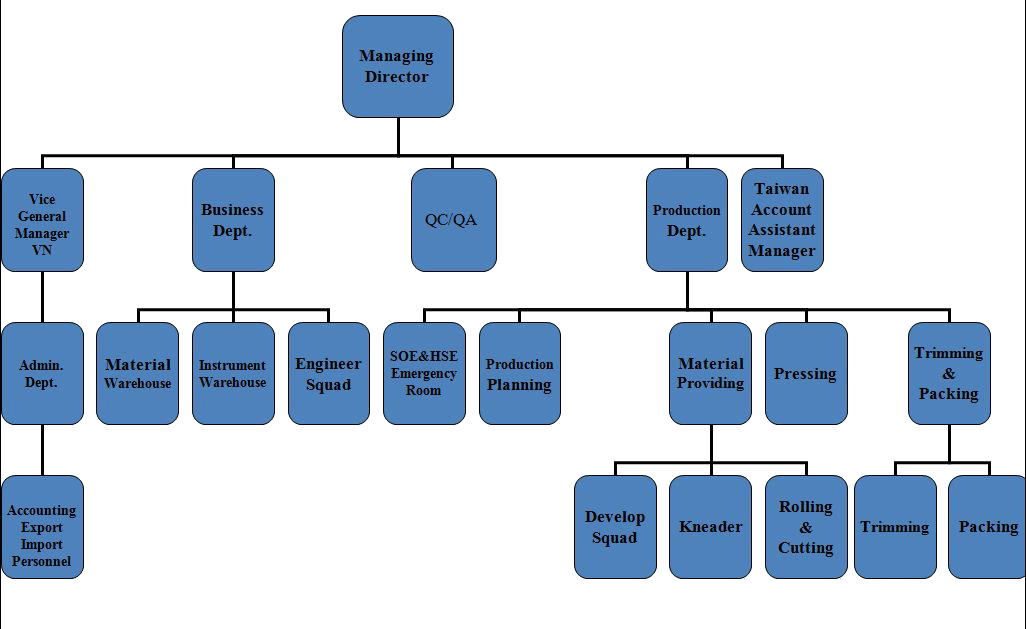 Managing
Director
Vice
General
Manager
VN
Business
Dept.
QC/QA
Production
Dept.
Taiwan
Account
Assistant
Manager
Admin.
Dept.
Material
Warehouse
Instrument
Warehouse
Engineer
Squad
SOE&HSE
Emergency
Room
Production
Planning
Material
Providing
Pressing
Trimming
&
Packing
Accounting
Export
Import
Personnel
Develop
Squad
Kneader
Rolling
&
Cutting
Trimming
Packing